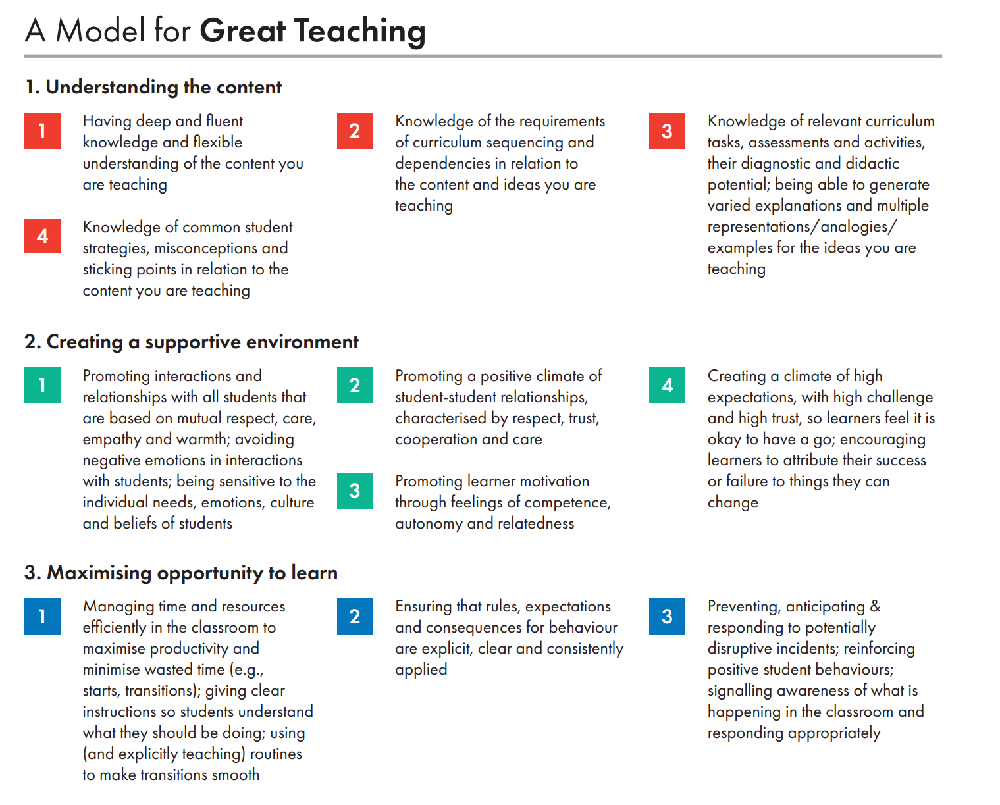 A Model for Great Teaching
1. Understanding the content
1
Having deep and fluent
knowledge and flexible
understanding of the content you
are teaching
2
Knowledge of the requirements
of curriculum sequencing and
dependencies in relation to
the content and ideas you are
teaching
3
Knowledge of relevant curriculum
tasks, assessments and activities,
their diagnostic and didactic
potential; being able to generate
varied explanations and multiple
representations/analogies/
examples for the ideas you are
teaching
4
Knowledge of common student
strategies, misconceptions and
sticking points in relation to the
content you are teaching
2. Creating a supportive environment
1
Promoting interactions and
relationships with all students that
are based on mutual respect, care,
empathy and warmth; avoiding
negative emotions in interactions
with students; being sensitive to the
individual needs, emotions, culture
and beliefs of students
2
Promoting a positive climate of
student-student relationships,
characterised by respect, trust,
cooperation and care
3
Promoting learner motivation
through feelings of competence,
autonomy and relatedness
4
Creating a climate of high
expectations, with high challenge
and high trust, so learners feel it is
okay to have a go; encouraging
learners to attribute their success
or failure to things they can
change
3. Maximising opportunity to learn
1
Managing time and resources
efficiently in the classroom to
maximise productivity and
minimise wasted time (e.g.,
starts, transitions); giving clear
instructions so students understand
what they should be doing; using
(and explicitly teaching) routines
to make transitions smooth
2
Ensuring that rules, expectations
and consequences for behaviour
are explicit, clear and consistently
applied
3
Preventing, anticipating &
responding to potentially
disruptive incidents; reinforcing
positive student behaviours;
signalling awareness of what is
happening in the classroom and
responding appropriately